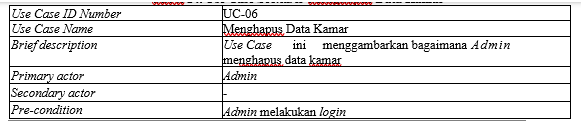 Use Case ID Number UC-06
Use Case Name Menghapus Data Kamar
Brief description Use Case ini menggambarkan bagaimana Admin
menghapus data kamar
Primary actor Admin
Secondary actor -
Pre-condition Admin melakukan login